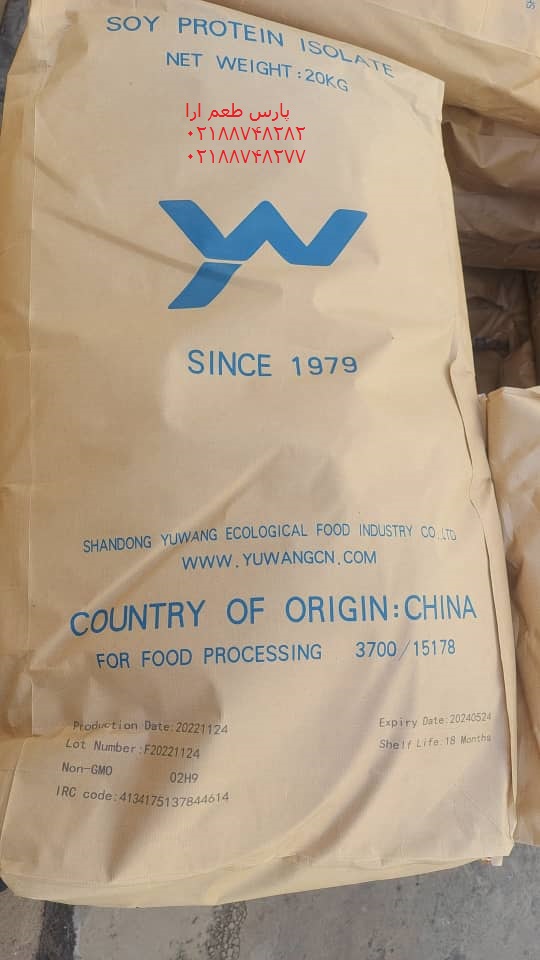 SOY PROTEIN ISOLATE
NET WEIGHT:20KG
پارس طعم ارا
۰۲۱۸۸۷۴۸۲۸۲
۰۲۱۸۸۷۴۸۲۷۷
SINCE 1979
SHANDONG YUWANG ECOLOGICAL FOOD INDUSTRY CO.,LTD
WWW.YUWANGCN.COM
COUNTRY OF ORIGIN:CHINA
FOR FOOD PROCESSING 3700/15178
Production Date:20221124
Lot Number:F20221124
Non-GMO 02H9
IRC code:4134175137844614
Expiry Date:20240524
Shelf Life:18 Months